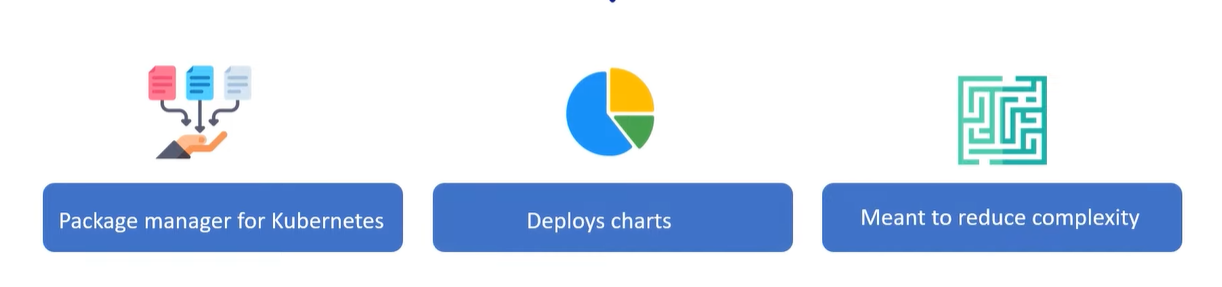 Package manager for Kubernetes
Deploys charts
Meant to reduce complexity